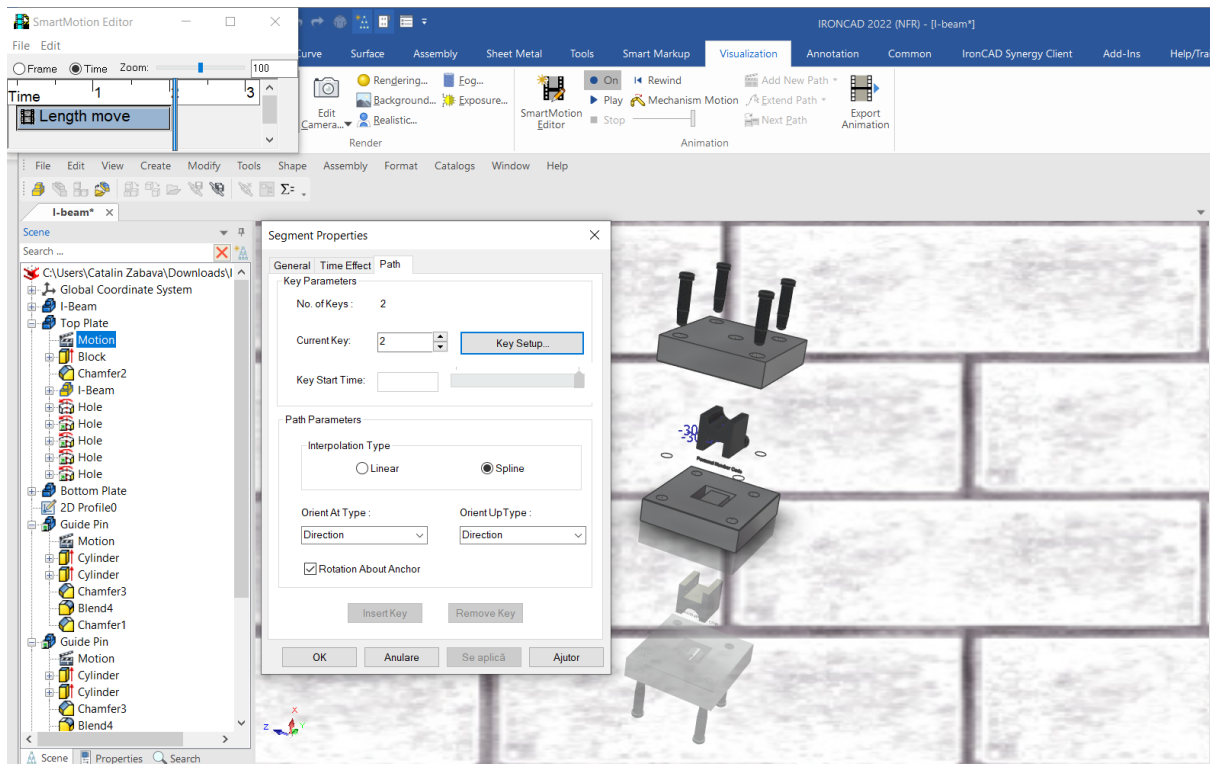 SmartMotion Editor
File Edit
Frame Time Zoom: 100
Time 1 2 3
Length move
IRONCAD 2022 (NFR) - [I-beam*]
Curve Surface Assembly Sheet Metal Tools Smart Markup Visualization Annotation Common IronCAD Synergy Client Add-Ins Help/Trai
Edit Camera...
Rendering... Fog...
Background... Exposure...
Realistic...
Render
SmartMotion Editor
On Rewind
Play Mechanism Motion
Stop
Add New Path
Extend Path
Next Path
Export Animation
Animation
File Edit View Create Modify Tools Shape Assembly Format Catalogs Window Help
I-beam*
Scene
Search ...
C:\Users\Catalin Zabava\Downloads\I
Global Coordinate System
I-Beam
Top Plate
Motion
Block
Chamfer2
I-Beam
Hole
Hole
Hole
Hole
Bottom Plate
2D Profile0
Guide Pin
Motion
Cylinder
Cylinder
Chamfer3
Blend4
Chamfer1
Guide Pin
Motion
Cylinder
Cylinder
Chamfer3
Blend4
Scene Properties Search
Segment Properties
General Time Effect Path
Key Parameters
No. of Keys : 2
Current Key: 2 Key Setup...
Key Start Time:
Path Parameters
Interpolation Type
Linear Spline
Orient At Type : Orient Up Type :
Direction Direction
Rotation About Anchor
Insert Key Remove Key
OK Anulare Se aplică Ajutor
-30
X
Z Y